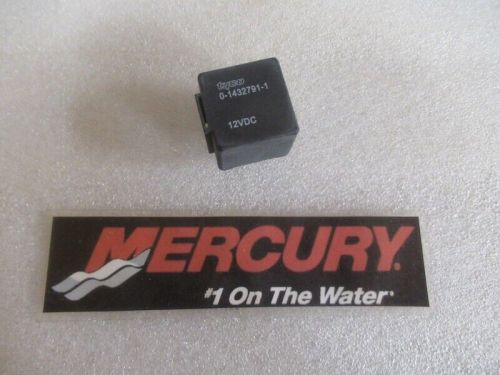 tyco
0-1432791-1
12VDC
MERCURY®
#1 On The Water®